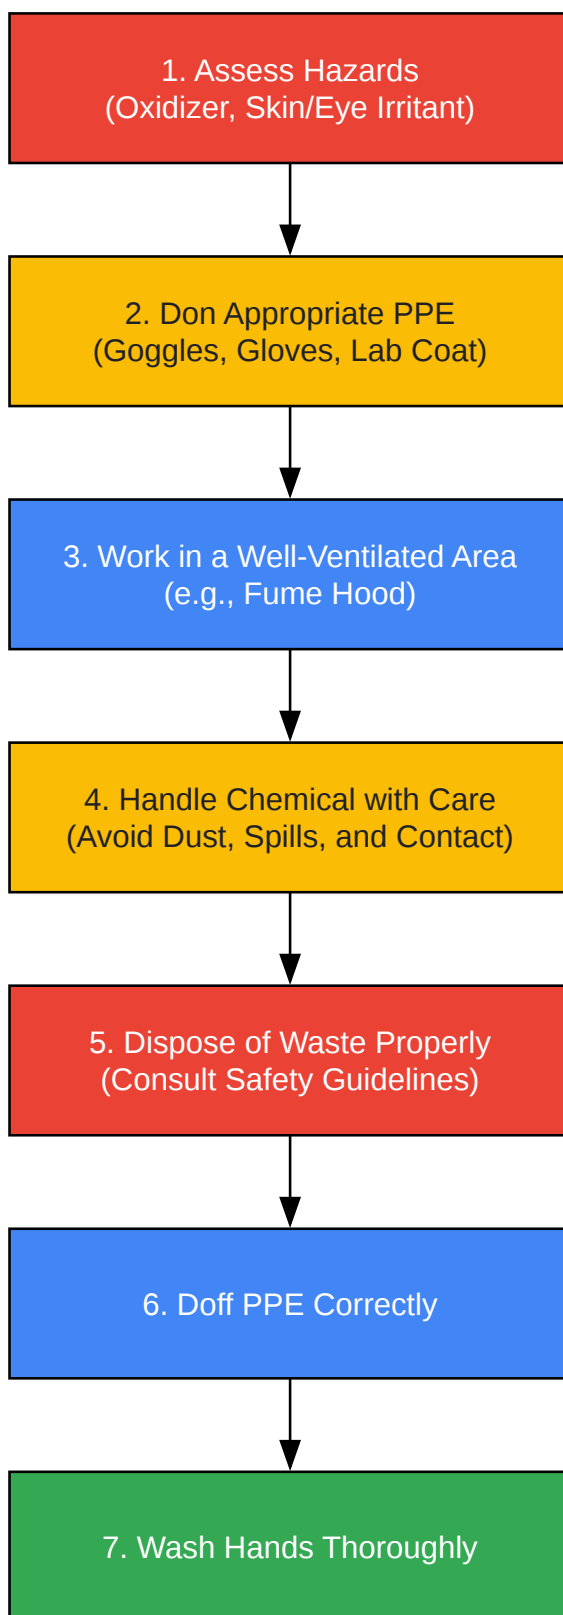 1. Assess Hazards
(Oxidizer, Skin/Eye Irritant)
2. Don Appropriate PPE
(Goggles, Gloves, Lab Coat)
3. Work in a Well-Ventilated Area
(e.g., Fume Hood)
4. Handle Chemical with Care
(Avoid Dust, Spills, and Contact)
5. Dispose of Waste Properly
(Consult Safety Guidelines)
6. Doff PPE Correctly
7. Wash Hands Thoroughly